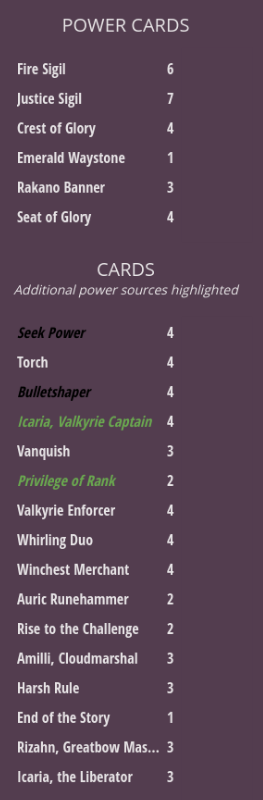 POWER CARDS
Fire Sigil 6
Justice Sigil 7
Crest of Glory 4
Emerald Waystone 1
Rakano Banner 3
Seat of Glory 4
CARDS
Additional power sources highlighted
Seek Power 4
Torch 4
Bulletshaper 4
Icaria, Valkyrie Captain 4
Vanquish 3
Privilege of Rank 2
Valkyrie Enforcer 4
Whirling Duo 4
Winchest Merchant 4
Auric Runehammer 2
Rise to the Challenge 2
Amilli, Cloudmarshal 3
Harsh Rule 3
End of the Story 1
Rizahn, Greatbow Mas... 3
Icaria, the Liberator 3